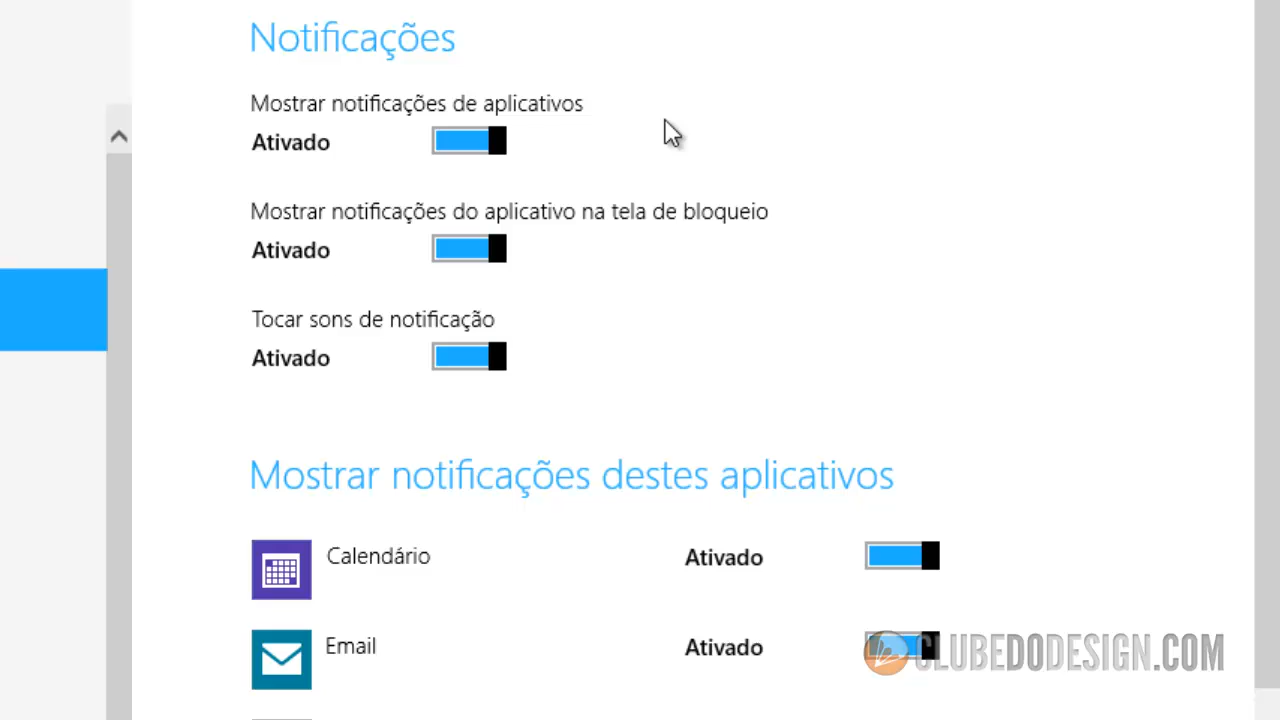 Notificações
Mostrar notificações de aplicativos
Ativado
Mostrar notificações do aplicativo na tela de bloqueio
Ativado
Tocar sons de notificação
Ativado
Mostrar notificações destes aplicativos
Calendário Ativado
Email Ativado
CLUBEDODESIGN.COM